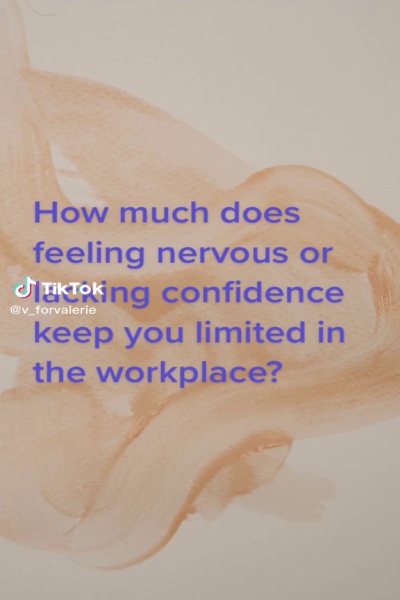 How much does
feeling nervous or
lacking confidence
TikTok
@v_forvalerie
keep you limited in
the workplace?